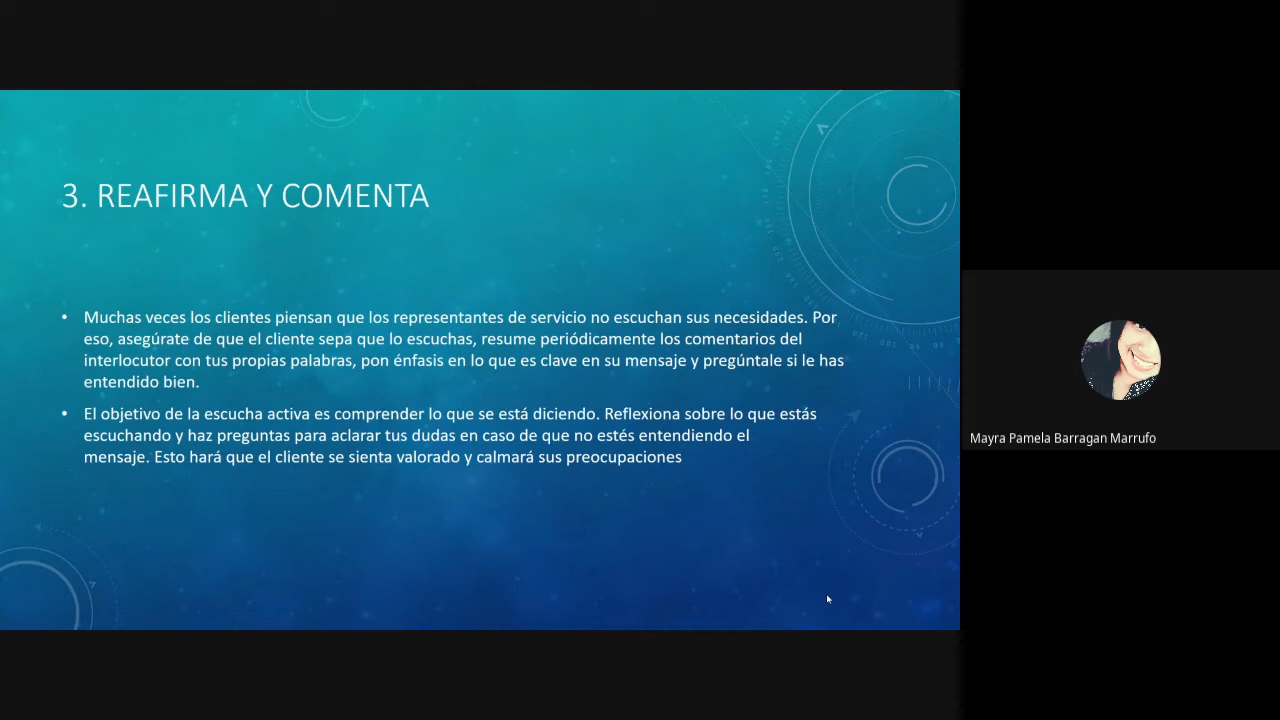 3. REAFIRMA Y COMENTA
• Muchas veces los clientes piensan que los representantes de servicio no escuchan sus necesidades. Por
eso, asegúrate de que el cliente sepa que lo escuchas, resume periódicamente los comentarios del
interlocutor con tus propias palabras, pon énfasis en lo que es clave en su mensaje y pregúntale si le has
entendido bien.
• El objetivo de la escucha activa es comprender lo que se está diciendo. Reflexiona sobre lo que estás
escuchando y haz preguntas para aclarar tus dudas en caso de que no estés entendiendo el
mensaje. Esto hará que el cliente se sienta valorado y calmará sus preocupaciones
Mayra Pamela Barragan Marrufo